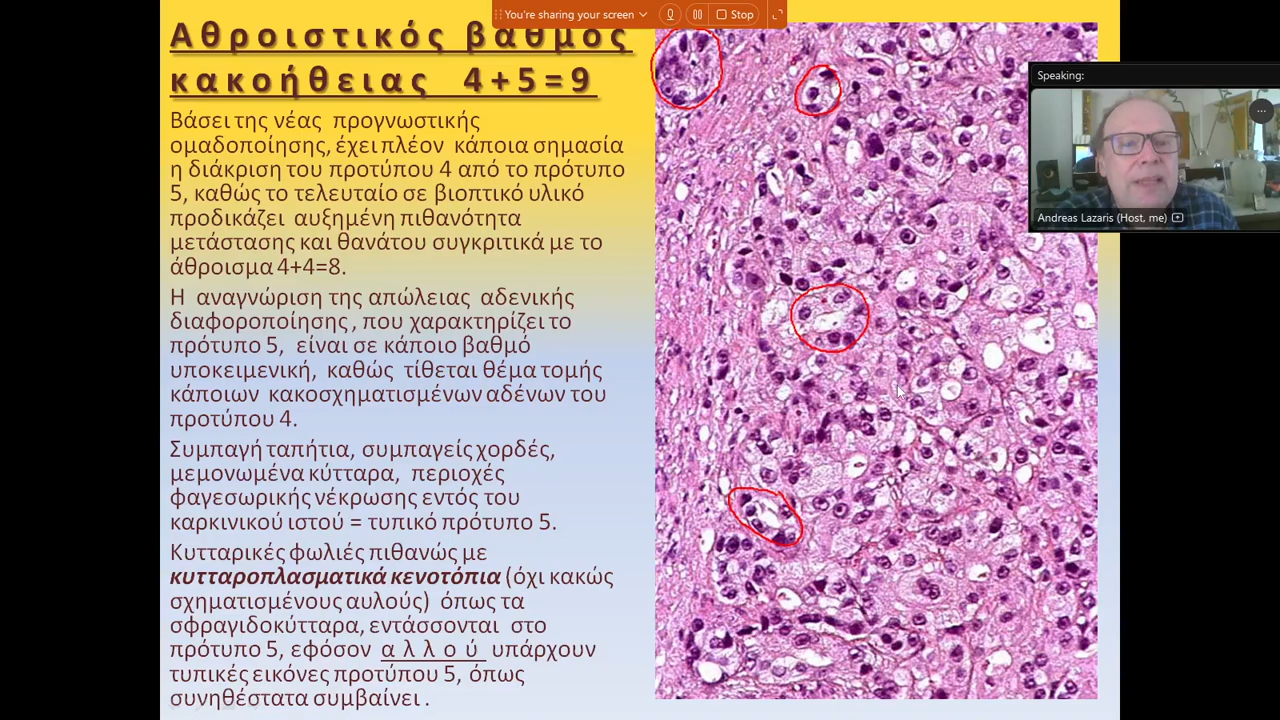 You're sharing your screen
Stop
Αθροιστικός βαθμός
κακοήθειας 4+5=9
Βάσει της νέας προγνωστικής
ομαδοποίησης, έχει πλέον κάποια σημασία
η διάκριση του προτύπου 4 από το πρότυπο
5, καθώς το τελευταίο σε βιοπτικό υλικό
προδικάζει αυξημένη πιθανότητα
μετάστασης και θανάτου συγκριτικά με το
άθροισμα 4+4=8.
Η αναγνώριση της απώλειας αδενικής
διαφοροποίησης , που χαρακτηρίζει το
πρότυπο 5, είναι σε κάποιο βαθμό
υποκειμενική, καθώς τίθεται θέμα τομής
κάποιων κακοσχηματισμένων αδένων του
προτύπου 4.
Συμπαγή ταπήτια, συμπαγείς χορδές,
μεμονωμένα κύτταρα, περιοχές
φαγεσωρικής νέκρωσης εντός του
καρκινικού ιστού = τυπικό πρότυπο 5.
Κυτταρικές φωλιές πιθανώς με
κυτταροπλασματικά κενοτόπια (όχι κακώς
σχηματισμένους αυλούς) όπως τα
σφραγιδοκύτταρα, εντάσσονται στο
πρότυπο 5, εφόσον αλλού υπάρχουν
τυπικές εικόνες προτύπου 5, όπως
συνηθέστατα συμβαίνει .
Speaking:
Andreas Lazaris (Host, me)